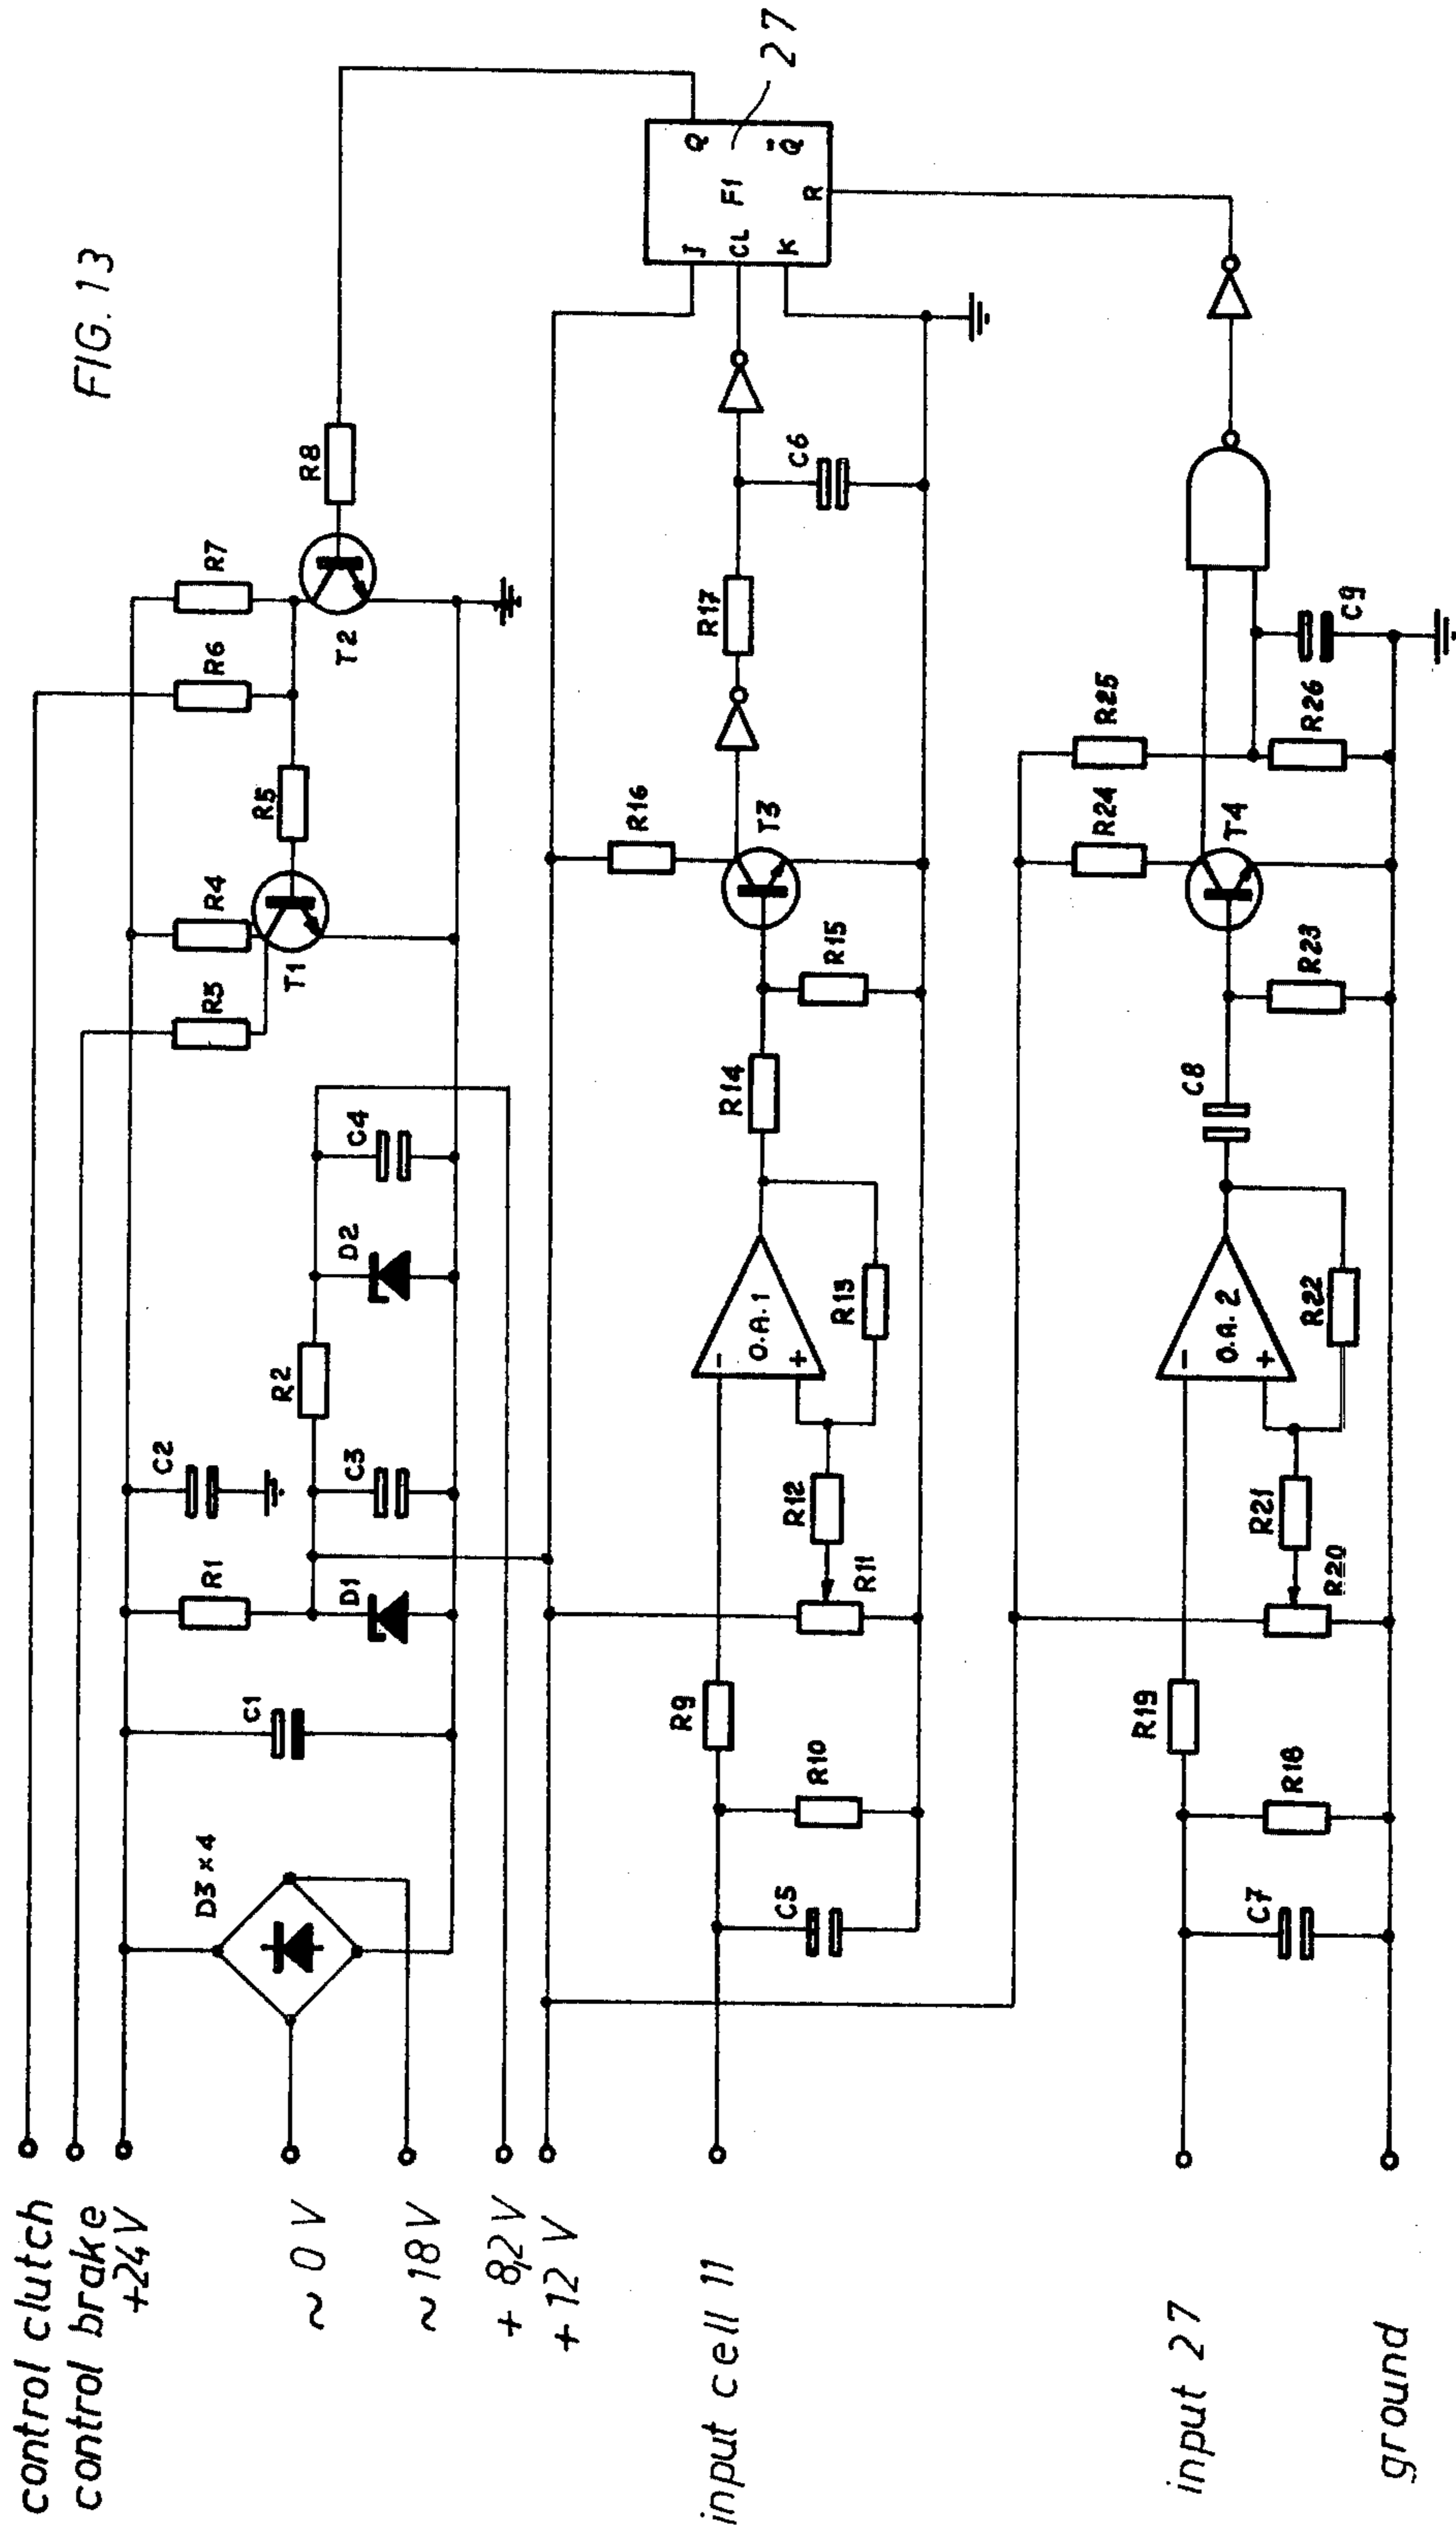 FIG. 13
control clutch
control brake
+24V
~ 0 V
~ 18 V
+ 8,2 V
+ 12 V
input cell 11
input 27
ground
D3 × 4
C1
R1
D1
C2
C3
R2
D2
C4
R3
R4
T1
R5
R6
R7
T2
R8
C5
R10
R9
R11
R12
-
+
O.A.1
R13
R14
R15
T3
R16
R17
C6
J
CL
K
F1
Q
Q̄
R
27
C7
R18
R19
R20
R21
-
+
O.A. 2
R22
C8
R23
T4
R24
R25
R26
C9